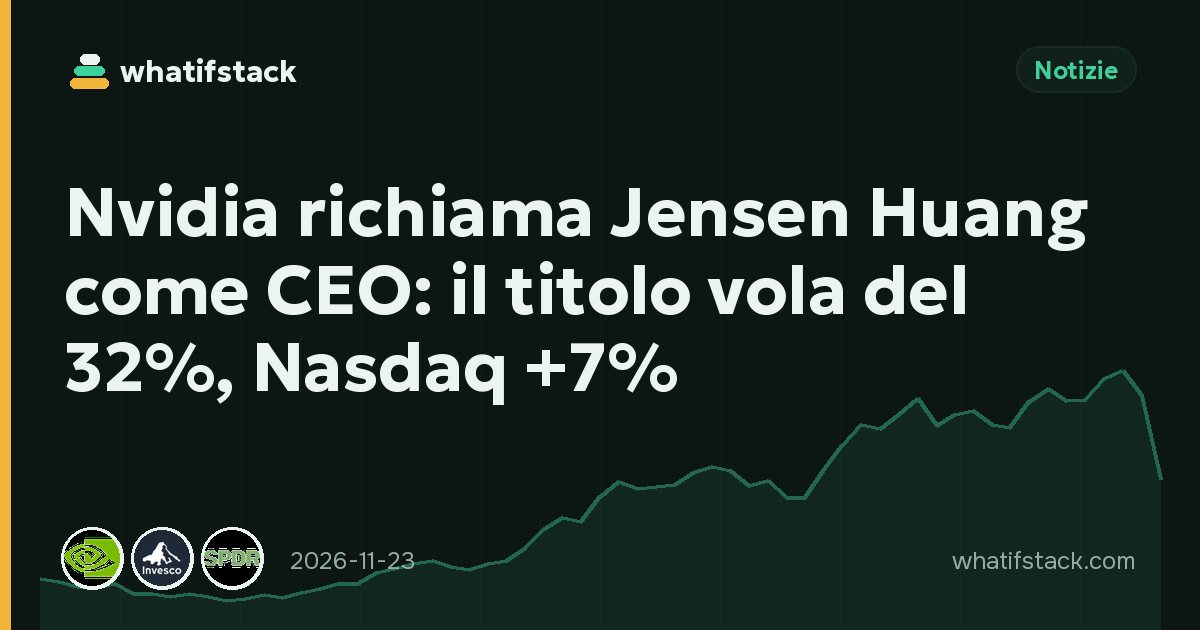 whatifstack
Notizie
Nvidia richiama Jensen Huang
come CEO: il titolo vola del
32%, Nasdaq +7%
Invesco
SPDR
2026-11-23
whatifstack.com